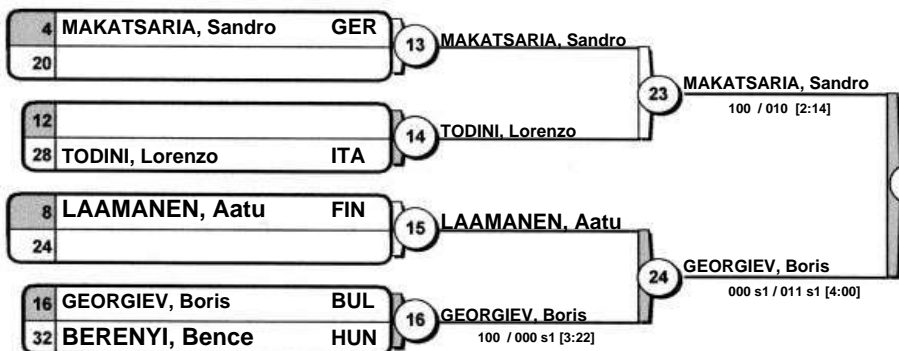 4 MAKATSARIA, Sandro GER
20
13 MAKATSARIA, Sandro
12
28 TODINI, Lorenzo ITA
14 TODINI, Lorenzo
23 MAKATSARIA, Sandro
100 / 010 [2:14]
8 LAAMANEN, Aatu FIN
24
15 LAAMANEN, Aatu
16 GEORGIEV, Boris BUL
32 BERENYI, Bence HUN
16 GEORGIEV, Boris
100 / 000 s1 [3:22]
24 GEORGIEV, Boris
000 s1 / 011 s1 [4:00]